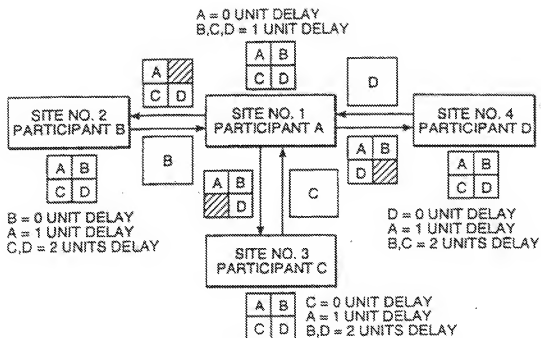 A = 0 UNIT DELAY
B,C,D = 1 UNIT DELAY
A B
C D
A
C D
D
SITE NO. 2
PARTICIPANT B
SITE NO. 1
PARTICIPANT A
SITE NO. 4
PARTICIPANT D
B
A B
D
C
A B
D
A B
C D
A B
C D
B = 0 UNIT DELAY
A = 1 UNIT DELAY
C,D = 2 UNITS DELAY
D = 0 UNIT DELAY
A = 1 UNIT DELAY
B,C = 2 UNITS DELAY
SITE NO. 3
PARTICIPANT C
A B
C D
C = 0 UNIT DELAY
A = 1 UNIT DELAY
B,D = 2 UNITS DELAY